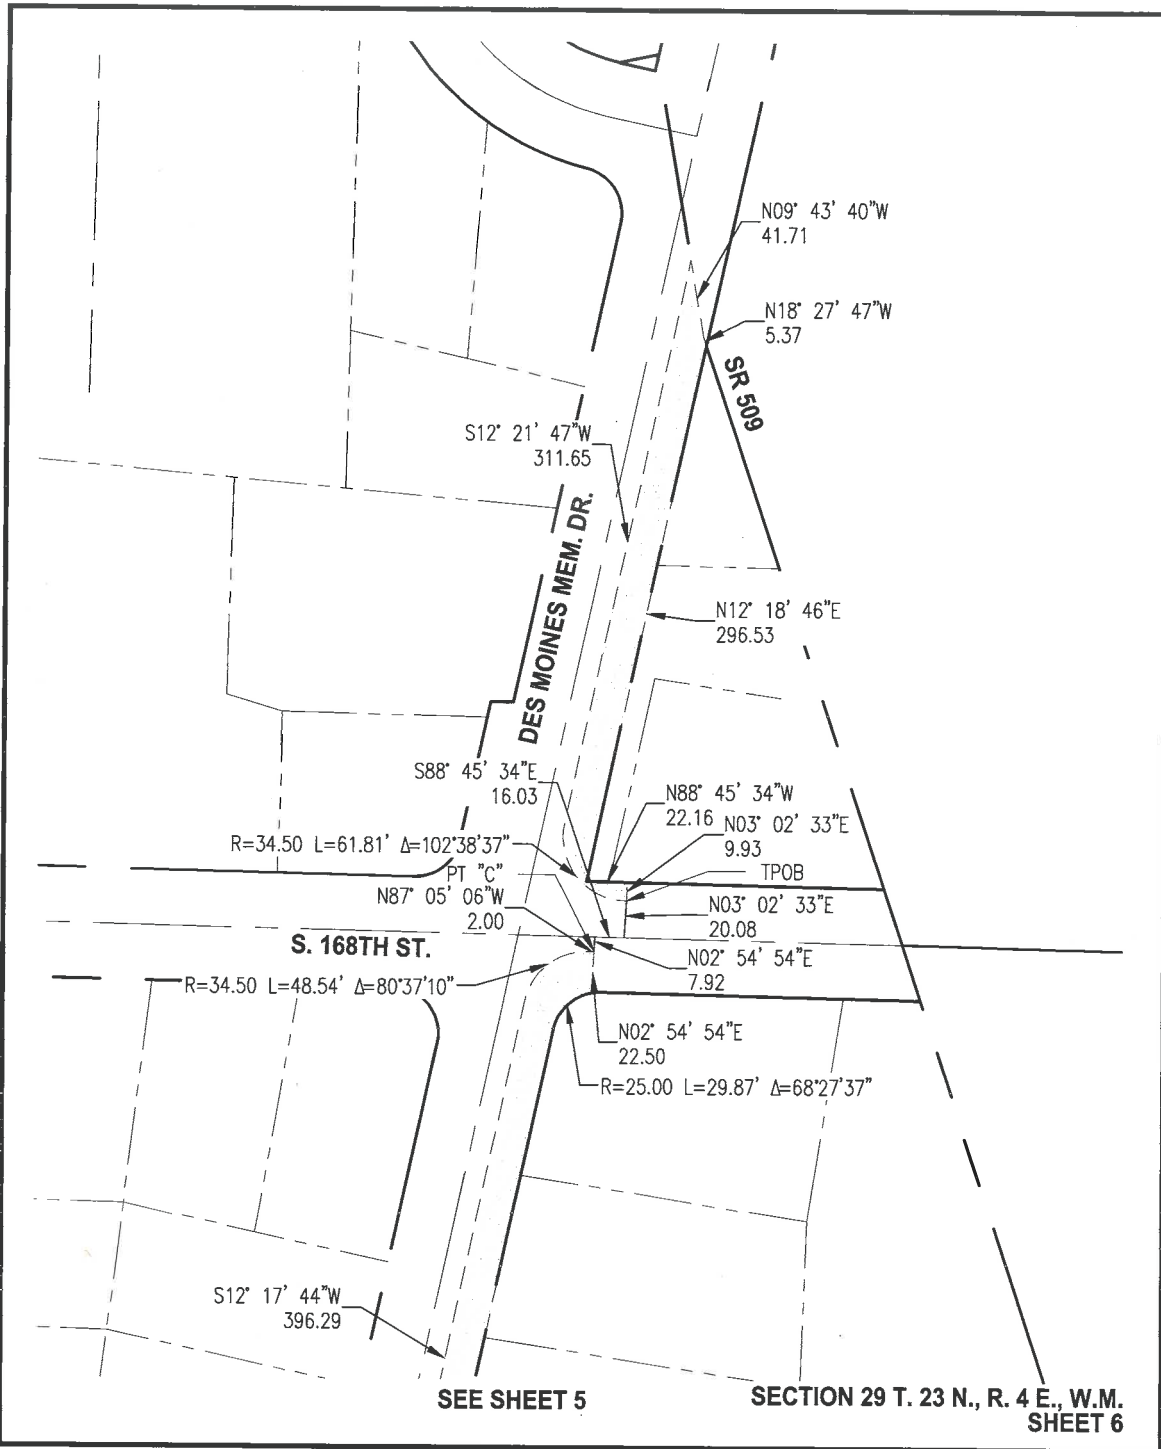 N09° 43' 40"W
41.71
N18° 27' 47"W
5.37
SR 509
S12° 21' 47"W
311.65
DES MOINES MEM. DR.
N12° 18' 46"E
296.53
S88° 45' 34"E
16.03
N88° 45' 34"W
22.16
N03° 02' 33"E
9.93
R=34.50 L=61.81' Δ=102°38'37"
TPOB
PT "C"
N87° 05' 06"W
2.00
N03° 02' 33"E
20.08
S. 168TH ST.
N02° 54' 54"E
7.92
R=34.50 L=48.54' Δ=80°37'10"
N02° 54' 54"E
22.50
R=25.00 L=29.87' Δ=68°27'37"
S12° 17' 44"W
396.29
SEE SHEET 5
SECTION 29 T. 23 N., R. 4 E., W.M.
SHEET 6